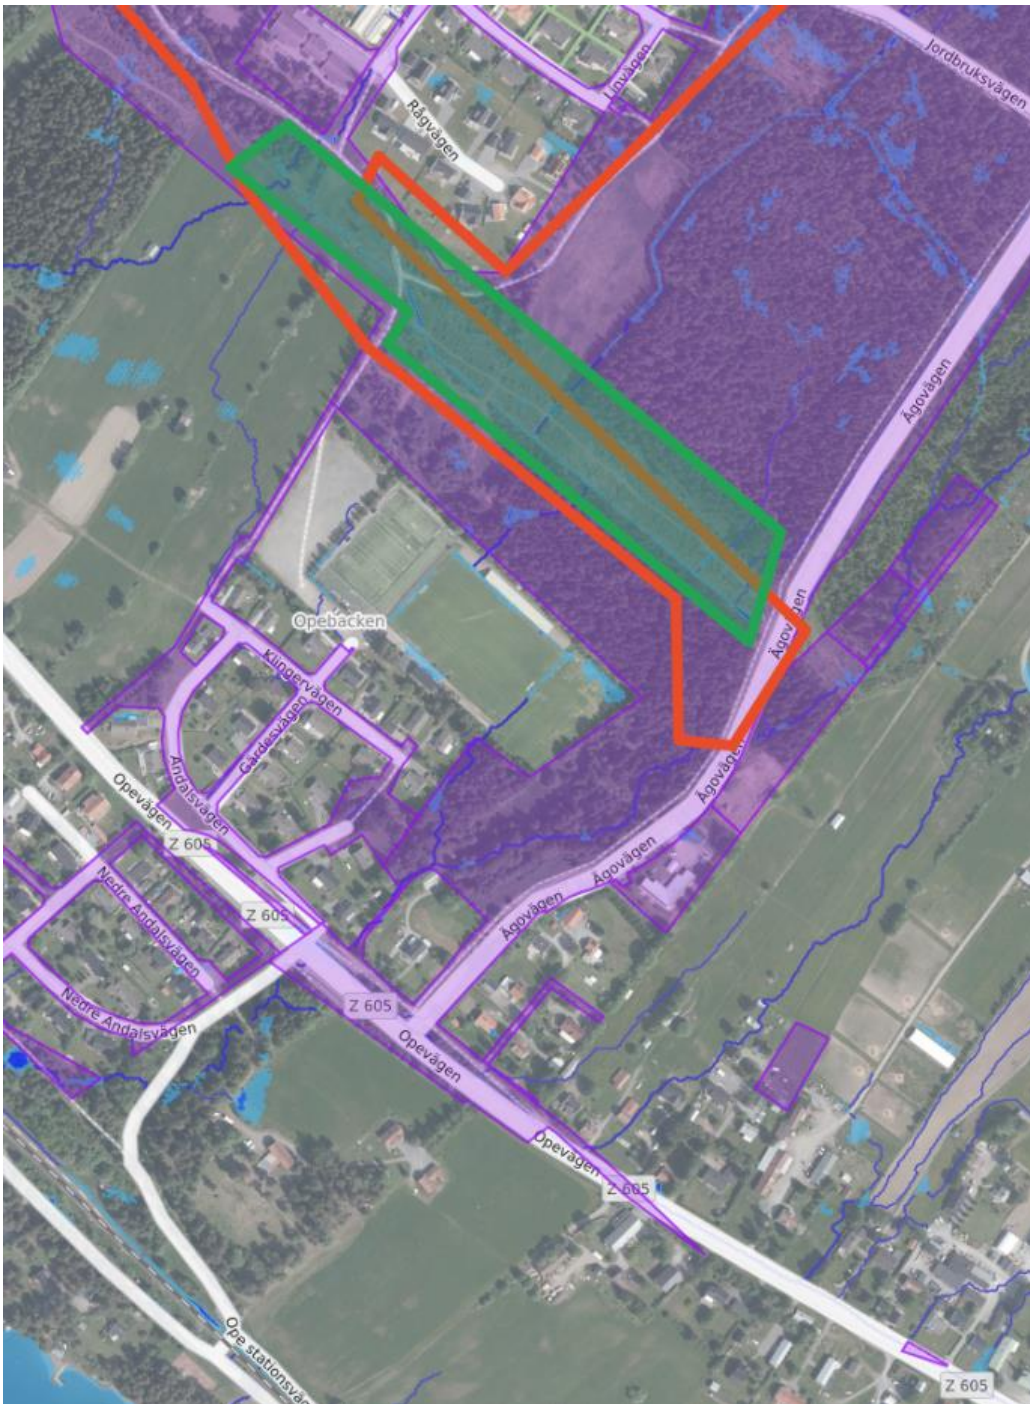 Jordbruksvägen
Linvägen
Rågvägen
Ägovägen
Ägovägen
Opebacken
Klingervägen
Gärdesvägen
Andalsvägen
Opevägen
Z 605
Ägovägen
Ägovägen
Nedre Andalsvägen
Z 605
Ägovägen
Z 605
Nedre Andalsvägen
Opevägen
Opevägen
Z 605
Ope stationsväg
Z 605